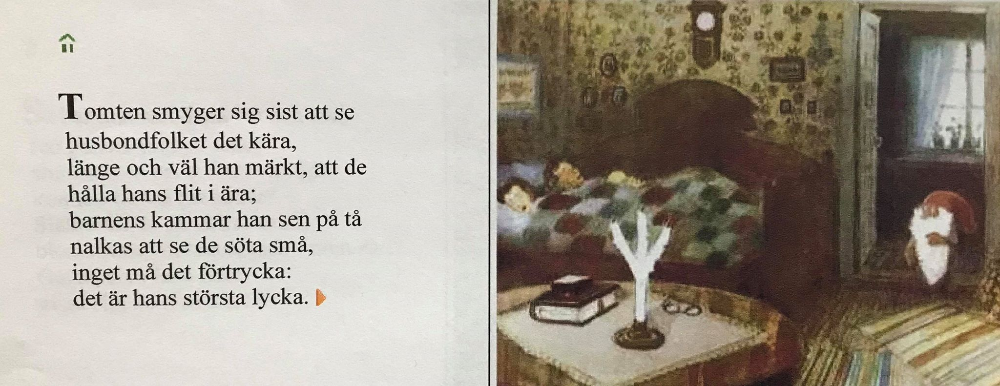 Tomten smyger sig sist att se
husbondfolket det kära,
länge och väl han märkt, att de
hålla hans flit i ära;
barnens kammar han sen på tå
nalkas att se de söta små,
inget må det förtrycka:
det är hans största lycka.